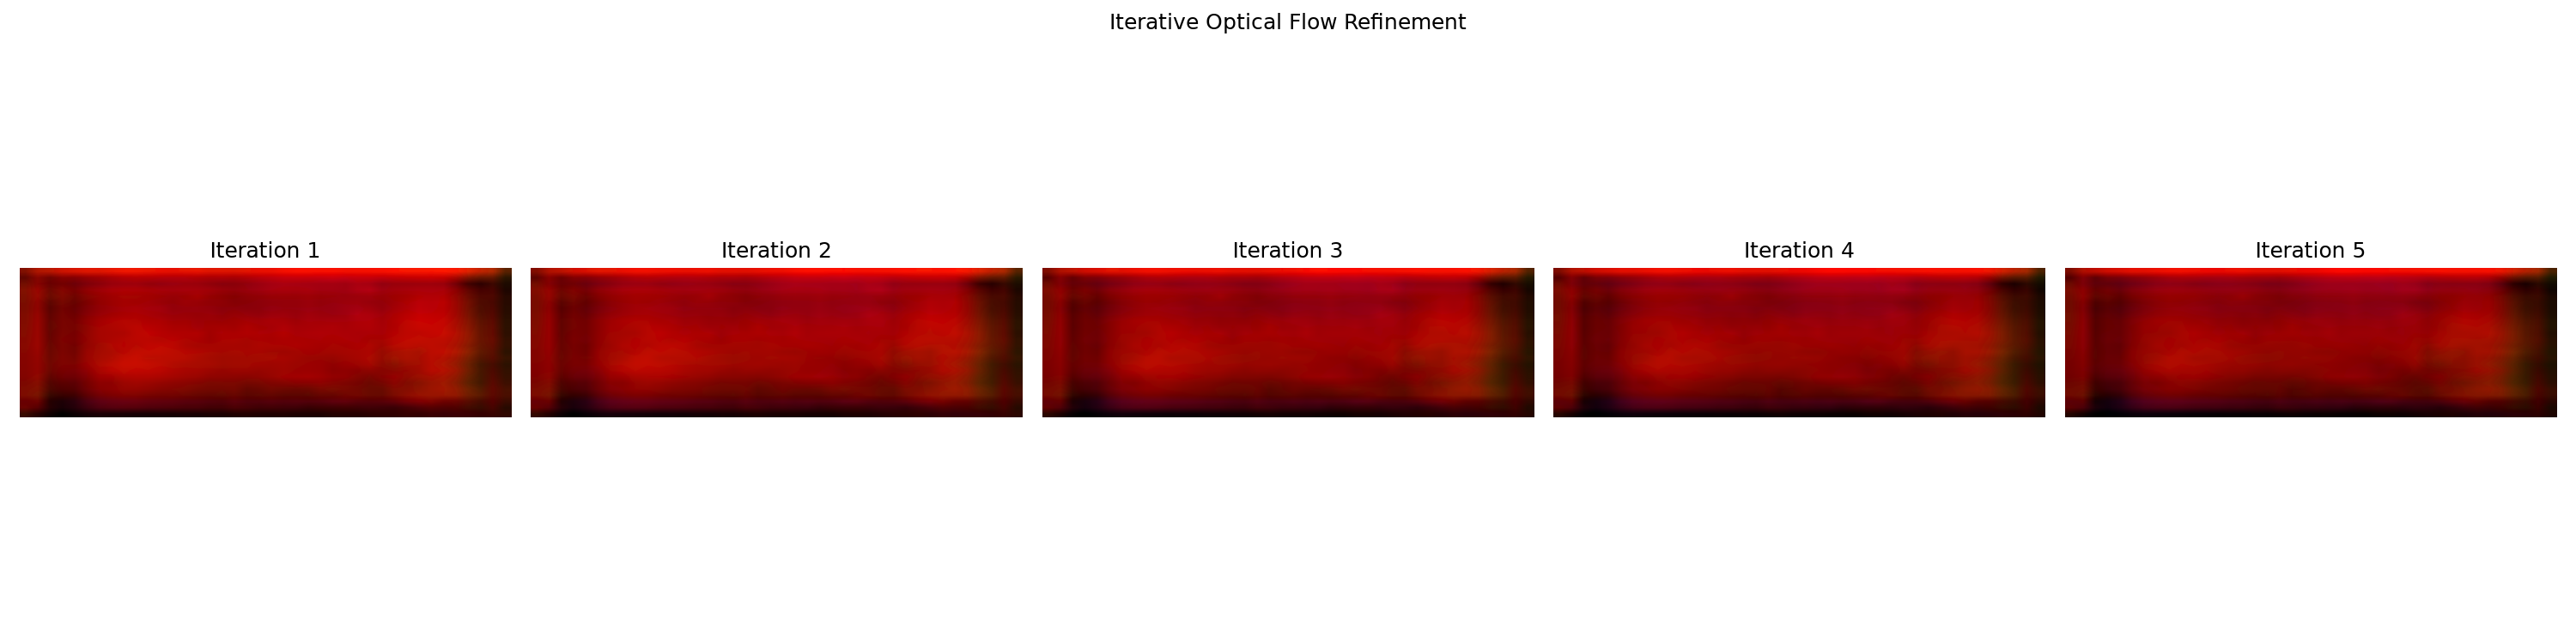 Iterative Optical Flow Refinement
Iteration 1
Iteration 2
Iteration 3
Iteration 4
Iteration 5